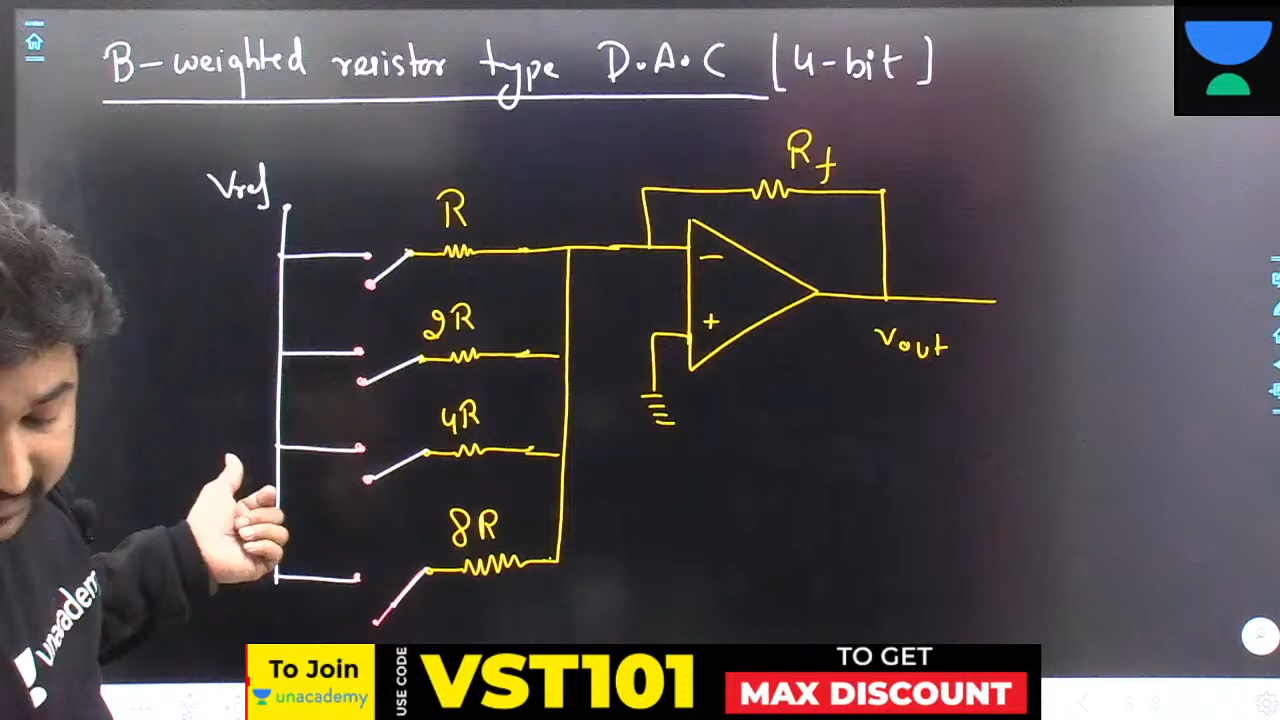 B-weighted resistor type D.A.C [4-bit]
Vref
R
2R
4R
8R
Rf
−
+
Vout
unacademy
To Join
unacademy
USE CODE
VST101
TO GET
MAX DISCOUNT